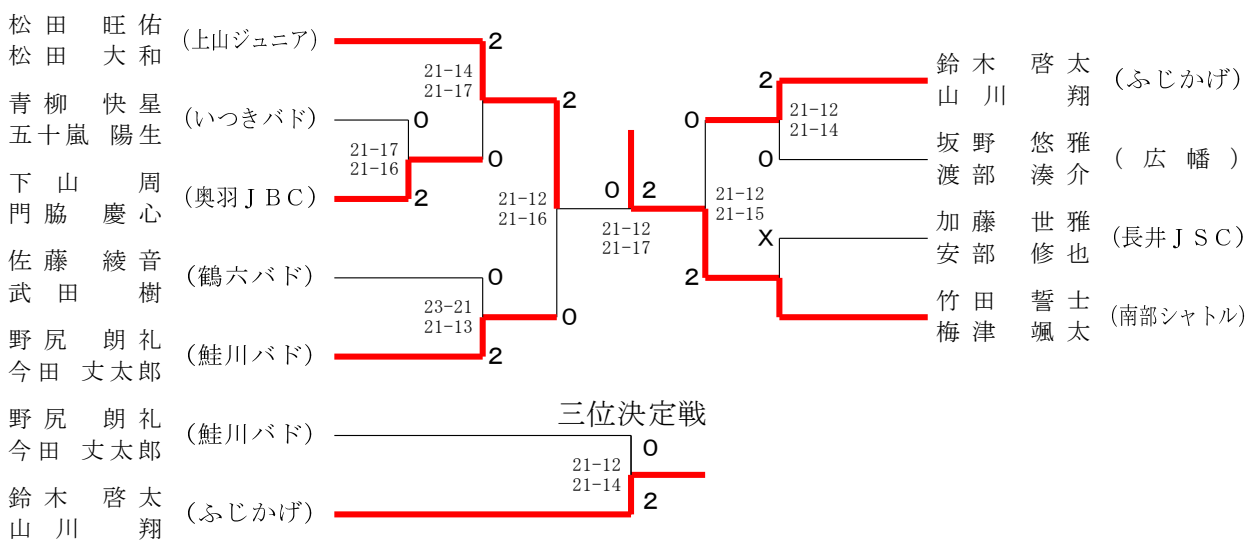 松田 旺佑
松田 大和
(上山ジュニア)
2
21-14
21-17
2
青柳 快星
五十嵐 陽生
(いつきバド)
0
21-17
21-16
0
下山 周
門脇 慶心
(奥羽ＪＢＣ)
2
21-12
21-16
佐藤 綾音
武田 樹
(鶴六バド)
0
23-21
21-13
0
野尻 朗礼
今田 丈太郎
(鮭川バド)
2
0 2
21-12
21-17
鈴木 啓太
山川 翔
(ふじかげ)
2
0
21-12
21-14
坂野 悠雅
渡部 湊介
(広幡)
0
21-12
21-15
加藤 世雅
安部 修也
(長井ＪＳＣ)
X
2
竹田 誓士
梅津 颯太
(南部シャトル)
三位決定戦
野尻 朗礼
今田 丈太郎
(鮭川バド)
0
21-12
21-14
鈴木 啓太
山川 翔
(ふじかげ)
2